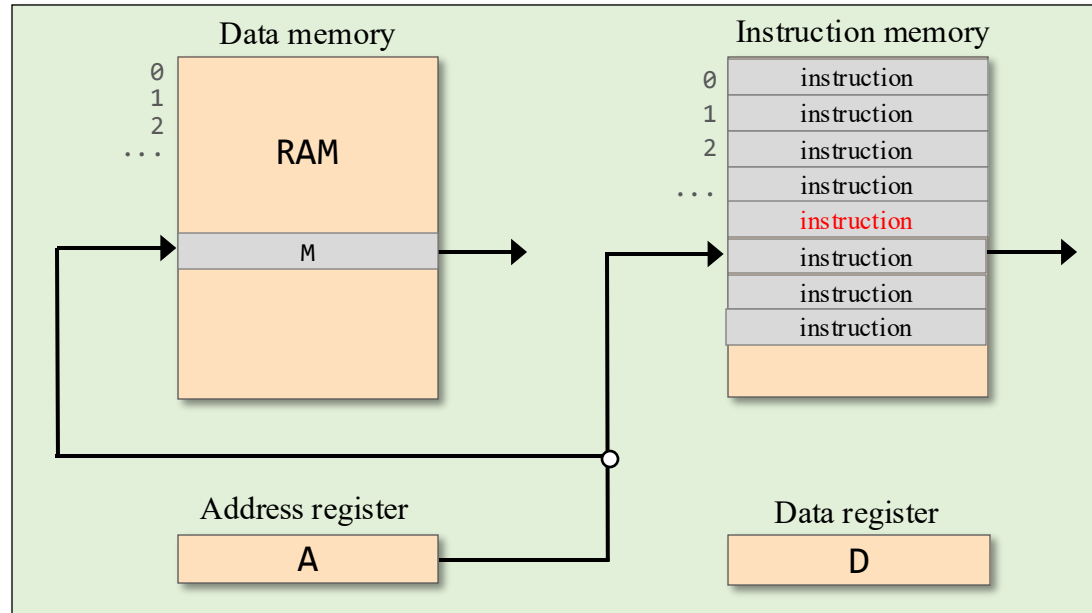 Data memory
0
1
2
...
RAM
M
Instruction memory
0
1
2
...
instruction
instruction
instruction
instruction
instruction
instruction
instruction
instruction
Address register
A
Data register
D